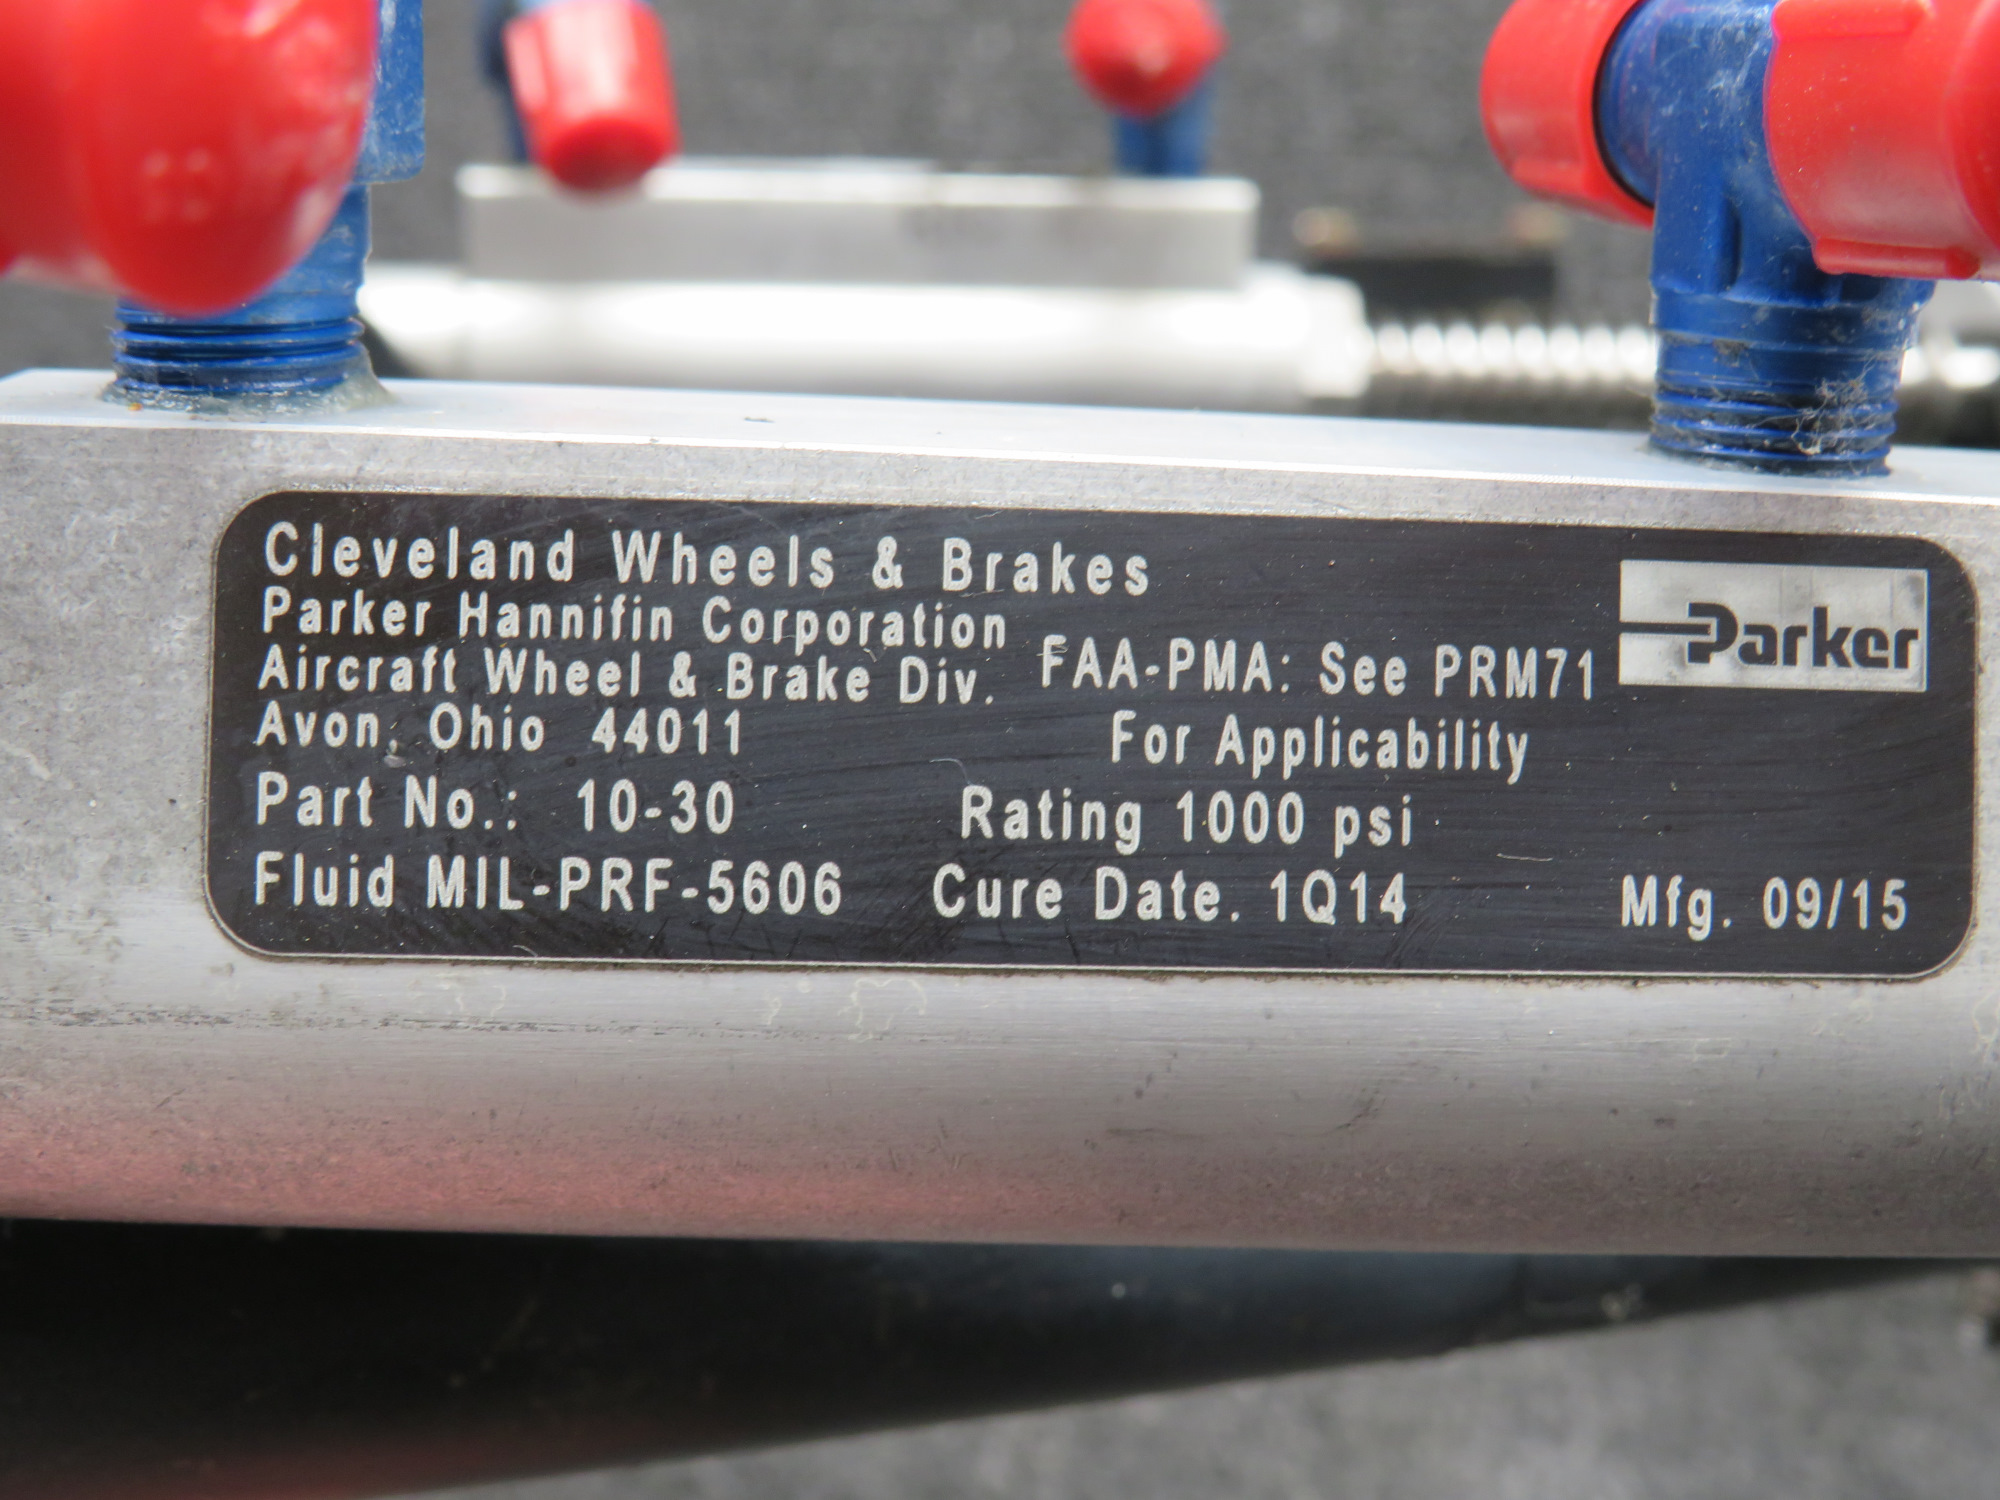 Cleveland Wheels & Brakes
Parker Hannifin Corporation
Aircraft Wheel & Brake Div.
Avon, Ohio 44011
FAA-PMA: See PRM71
For Applicability
Parker
Part No.: 10-30
Rating 1000 psi
Fluid MIL-PRF-5606
Cure Date. 1Q14
Mfg. 09/15